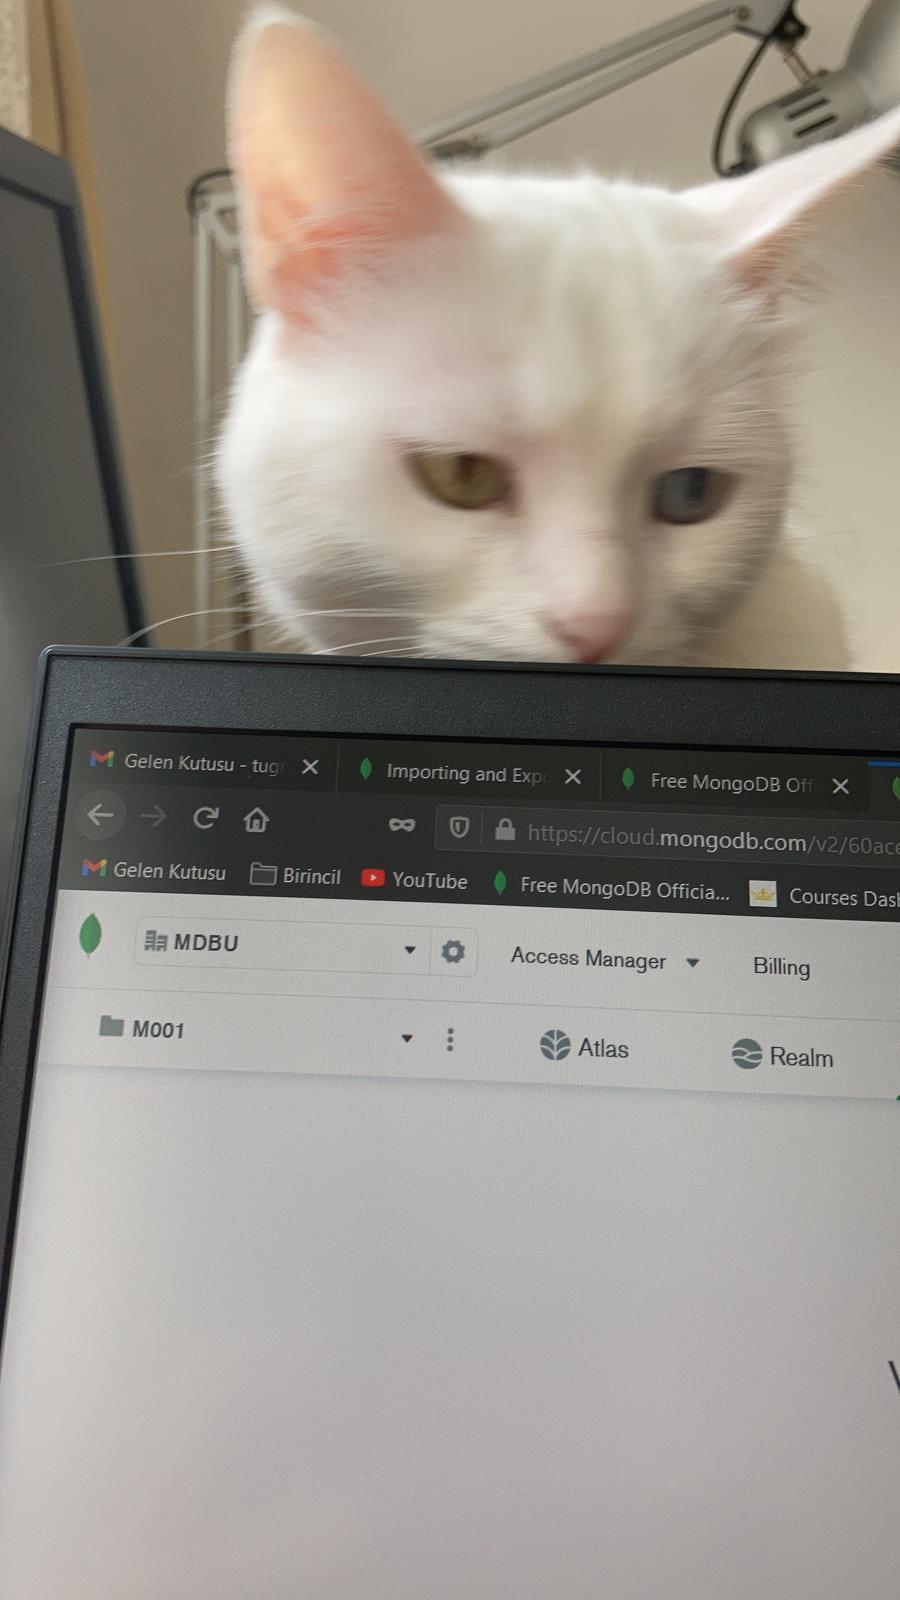 Gelen Kutusu - tug
Importing and Exp
Free MongoDB Off
https://cloud.mongodb.com/v2/60ace
Gelen Kutusu
Birincil
YouTube
Free MongoDB Officia...
Courses Dash
MDBU
Access Manager
Billing
M001
Atlas
Realm